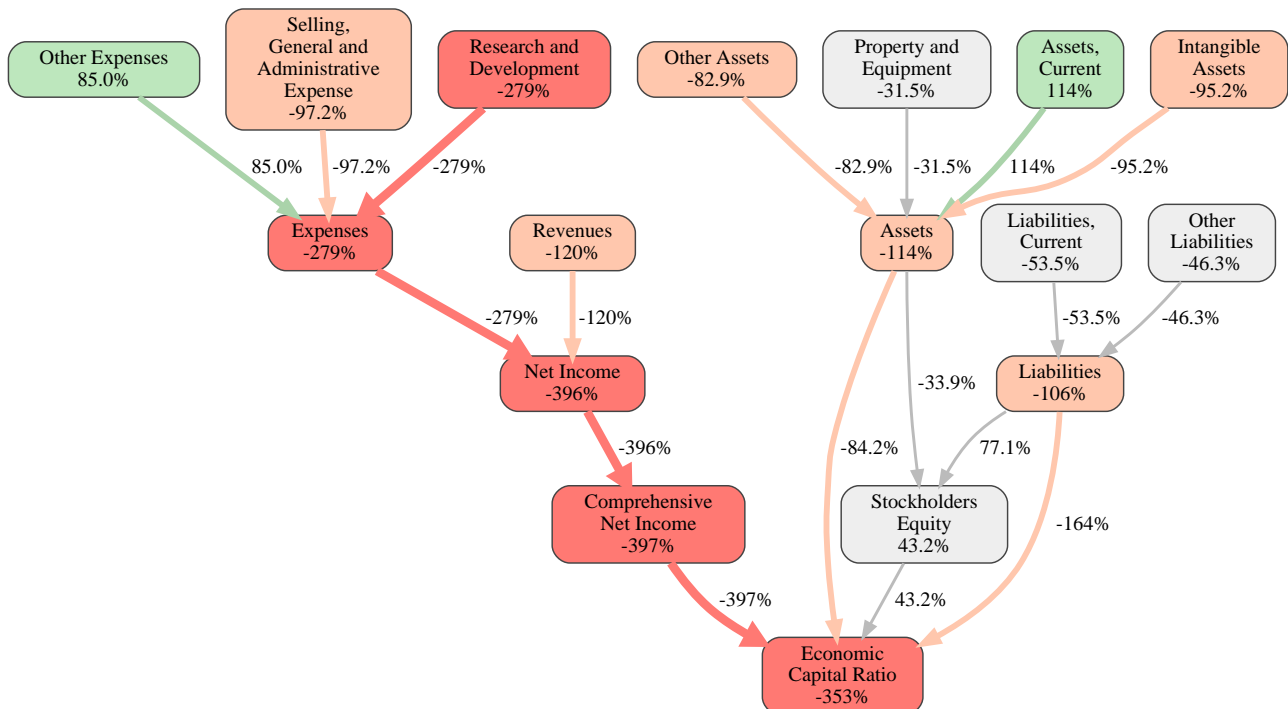 Other Expenses
85.0%
Selling,
General and
Administrative
Expense
-97.2%
Research and
Development
-279%
Other Assets
-82.9%
Property and
Equipment
-31.5%
Assets,
Current
114%
Intangible
Assets
-95.2%
85.0%
-97.2%
-279%
-82.9%
-31.5%
114%
-95.2%
Expenses
-279%
Revenues
-120%
Assets
-114%
Liabilities,
Current
-53.5%
Other
Liabilities
-46.3%
-279%
-120%
-53.5%
-46.3%
Net Income
-396%
-33.9%
Liabilities
-106%
-396%
-84.2%
77.1%
Comprehensive
Net Income
-397%
Stockholders
Equity
43.2%
-164%
-397%
43.2%
Economic
Capital Ratio
-353%